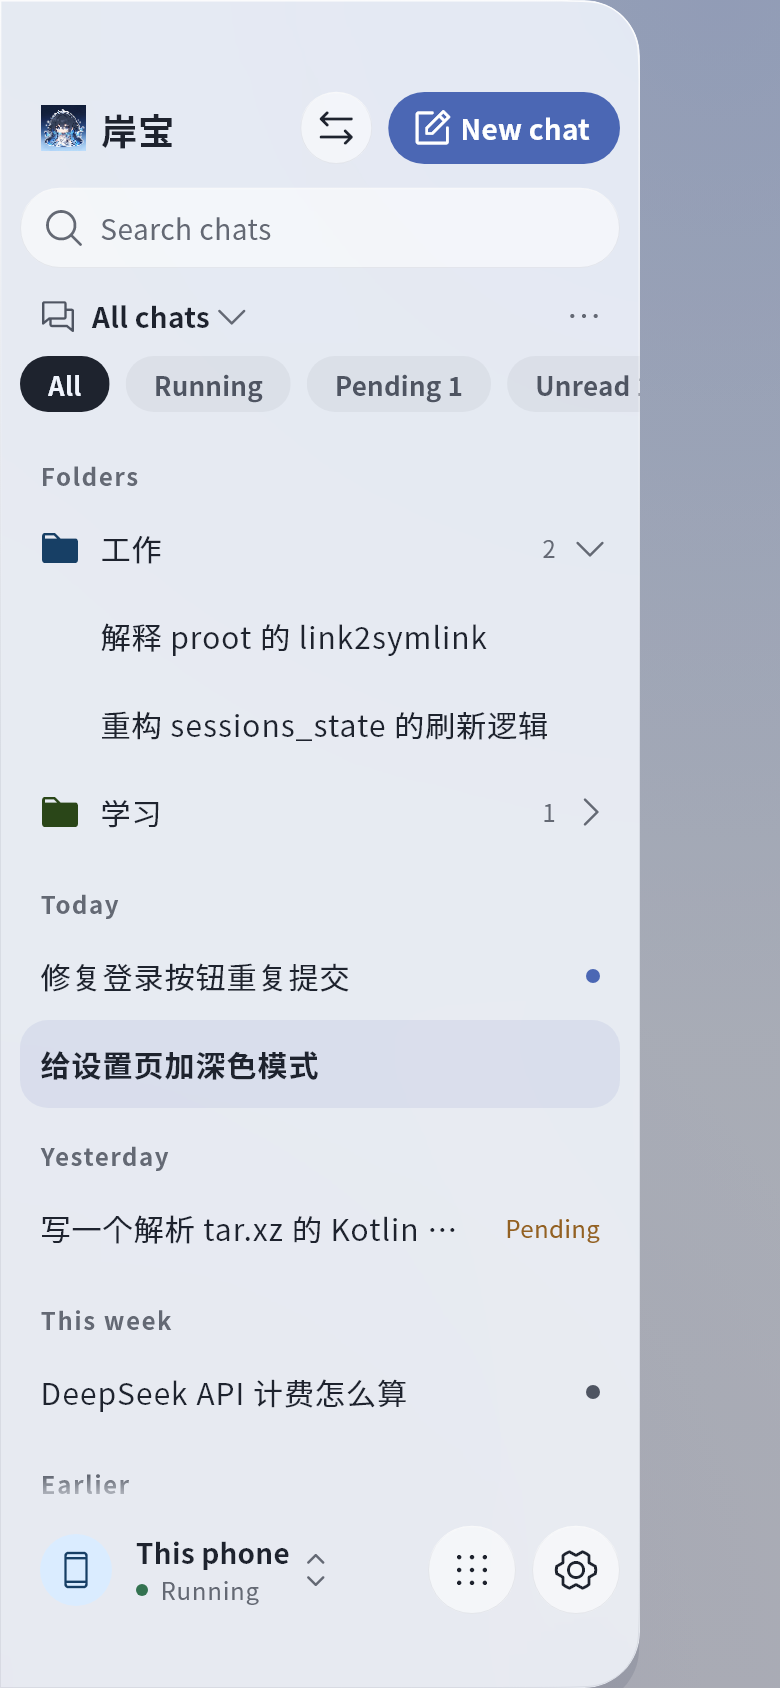 岸宝
New chat
Search chats
All chats
All
Running
Pending 1
Unread
Folders
工作
2
解释 proot 的 link2symlink
重构 sessions_state 的刷新逻辑
学习
1
Today
修复登录按钮重复提交
给设置页加深色模式
Yesterday
写一个解析 tar.xz 的 Kotlin …
Pending
This week
DeepSeek API 计费怎么算
Earlier
This phone
Running